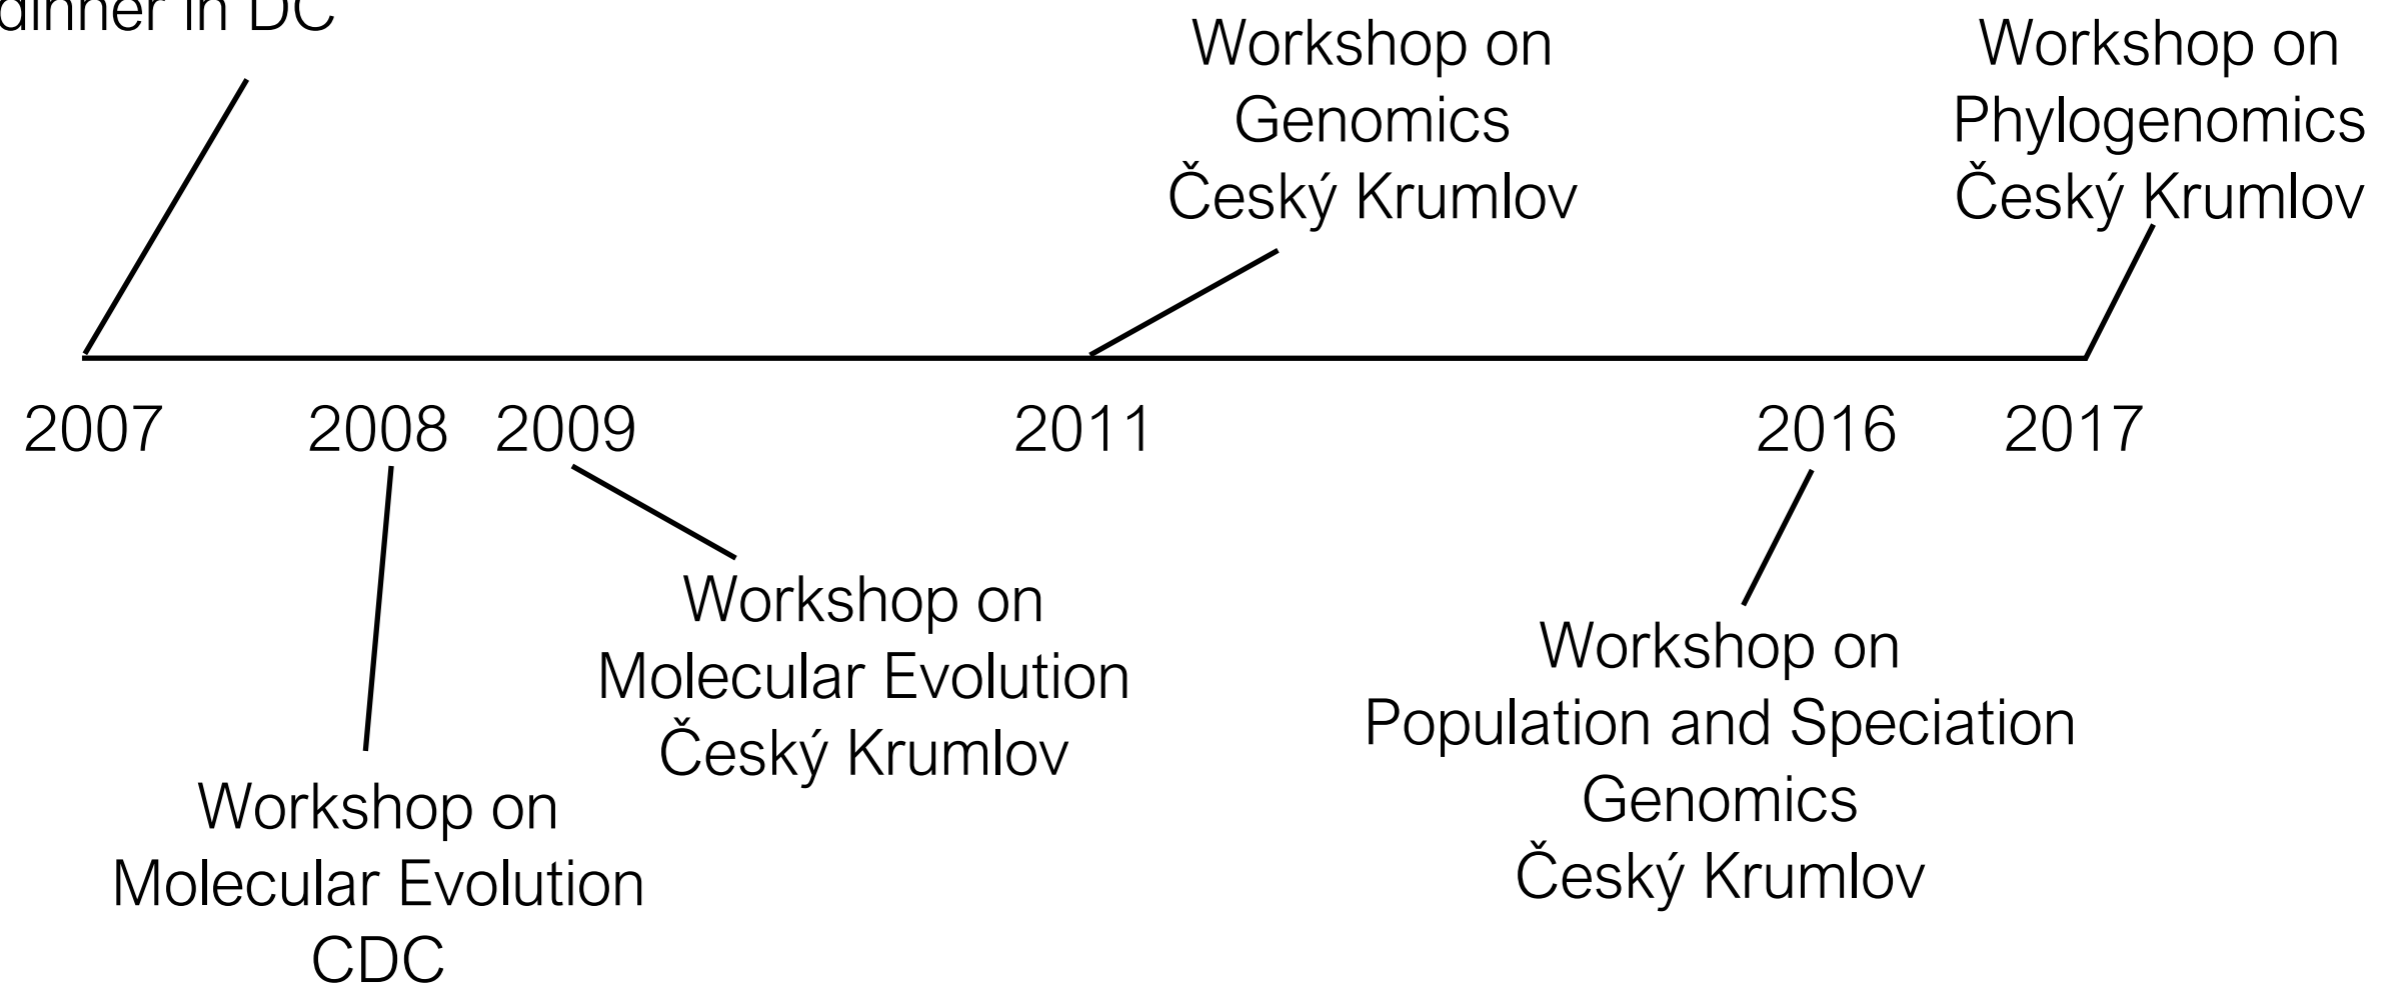 dinner in DC
Workshop on
Genomics
Český Krumlov
Workshop on
Phylogenomics
Český Krumlov
2007 2008 2009 2011 2016 2017
Workshop on
Molecular Evolution
Český Krumlov
Workshop on
Population and Speciation
Genomics
Český Krumlov
Workshop on
Molecular Evolution
CDC